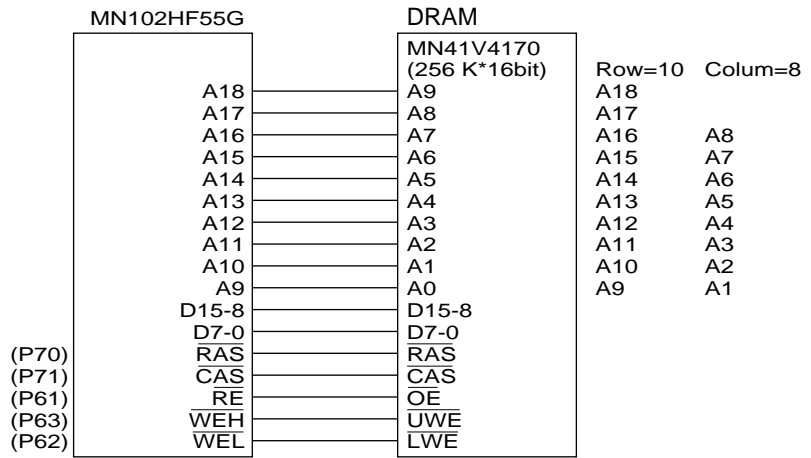 MN102HF55G DRAM
MN41V4170
(256 K*16bit) Row=10 Colum=8
A18 A9 A18
A17 A8 A17
A16 A7 A16 A8
A15 A6 A15 A7
A14 A5 A14 A6
A13 A4 A13 A5
A12 A3 A12 A4
A11 A2 A11 A3
A10 A1 A10 A2
A9 A0 A9 A1
D15-8 D15-8
D7-0 D7-0
(P70) RAS RAS
(P71) CAS CAS
(P61) RE OE
(P63) WEH UWE
(P62) WEL LWE